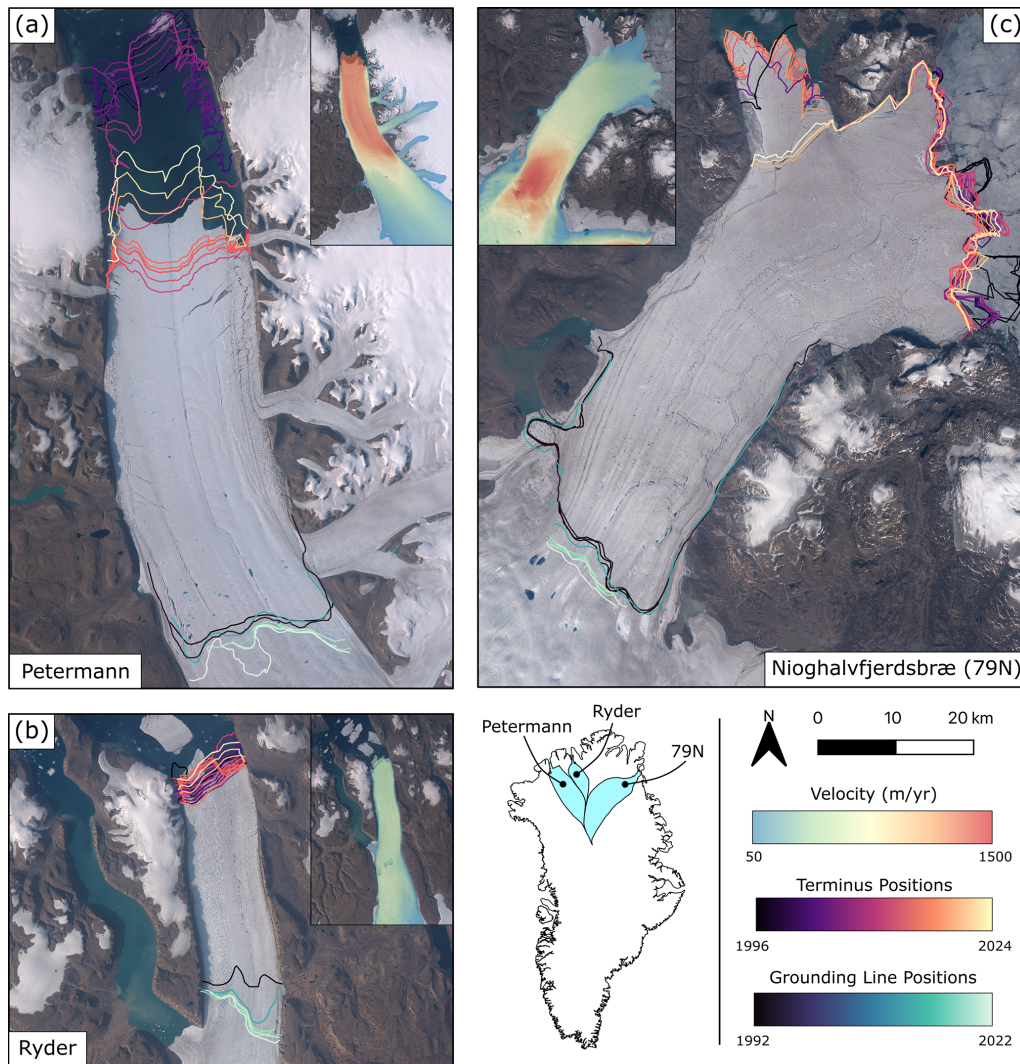 (a)
Petermann
(c)
Nioghalvfjerdsbræ (79N)
(b)
Ryder
Petermann
Ryder
79N
N
0 10 20 km
Velocity (m/yr)
50 1500
Terminus Positions
1996 2024
Grounding Line Positions
1992 2022